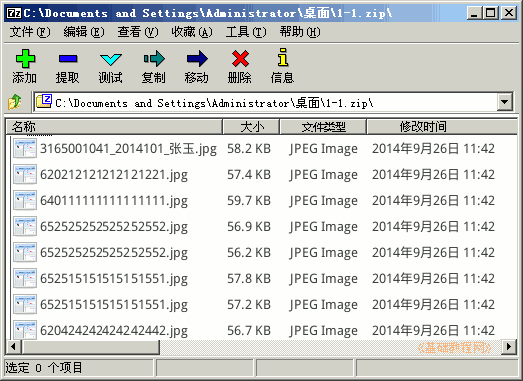 C:\Documents and Settings\Administrator\桌面\1-1.zip\
文件(F) 编辑(E) 查看(V) 收藏(A) 工具(T) 帮助(H)
添加 提取 测试 复制 移动 删除 信息
C:\Documents and Settings\Administrator\桌面\1-1.zip\
名称 大小 文件类型 修改时间
3165001041_2014101_张玉.jpg 58.2 KB JPEG Image 2014年9月26日 11:42
620212121212121221.jpg 57.4 KB JPEG Image 2014年9月26日 11:42
640111111111111111.jpg 59.7 KB JPEG Image 2014年9月26日 11:42
652525252525252552.jpg 56.9 KB JPEG Image 2014年9月26日 11:42
652525252525252552.jpg 56.2 KB JPEG Image 2014年9月26日 11:42
652515151515151551.jpg 57.8 KB JPEG Image 2014年9月26日 11:42
652515151515151551.jpg 57.2 KB JPEG Image 2014年9月26日 11:42
620424242424242442.jpg 56.7 KB JPEG Image 2014年9月26日 11:42
《基础教程网》
选定 0 个项目